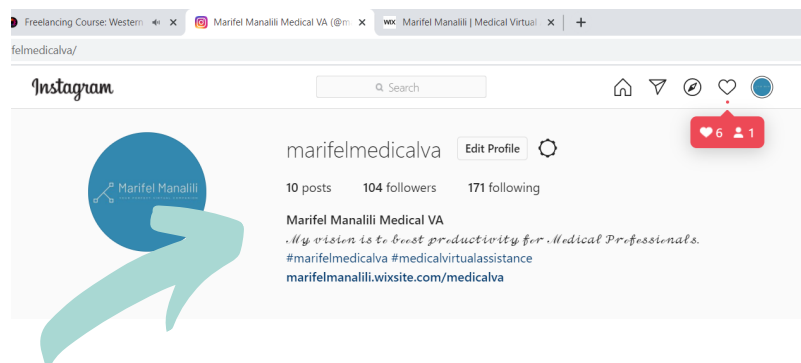 Freelancing Course: Western
Marifel Manalili Medical VA (@m
WIX Marifel Manalili | Medical Virtual
felmedicalva/
Instagram
Search
6 1
marifelmedicalva Edit Profile
Marifel Manalili
10 posts 104 followers 171 following
Marifel Manalili Medical VA
My vision is to boost productivity for Medical Professionals.
#marifelmedicalva #medicalvirtualassistance
marifelmanalili.wixsite.com/medicalva